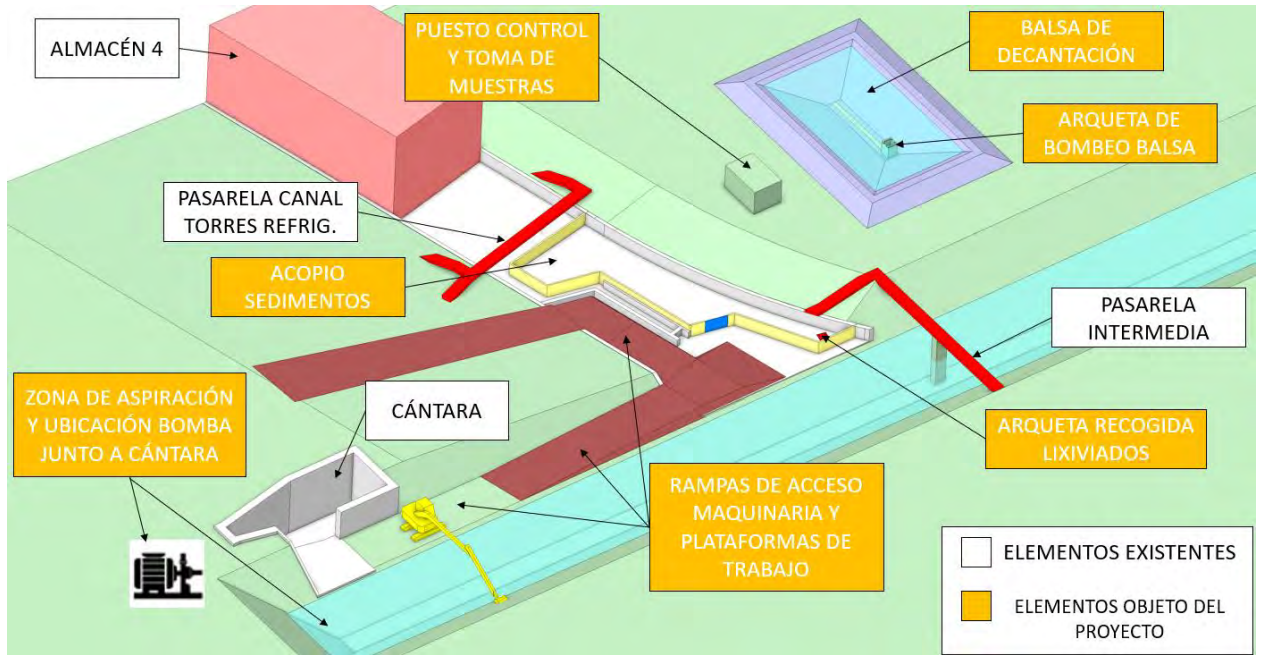 ALMACÉN 4
PUESTO CONTROL
Y TOMA DE
MUESTRAS
BALSA DE
DECANTACIÓN
ARQUETA DE
BOMBEO BALSA
PASARELA CANAL
TORRES REFRIG.
ACOPIO
SEDIMENTOS
PASARELA
INTERMEDIA
ZONA DE ASPIRACIÓN
Y UBICACIÓN BOMBA
JUNTO A CÁNTARA
CÁNTARA
ARQUETA RECOGIDA
LIXIVIADOS
RAMPAS DE ACCESO
MAQUINARIA Y
PLATAFORMAS DE
TRABAJO
ELEMENTOS EXISTENTES
ELEMENTOS OBJETO DEL
PROYECTO